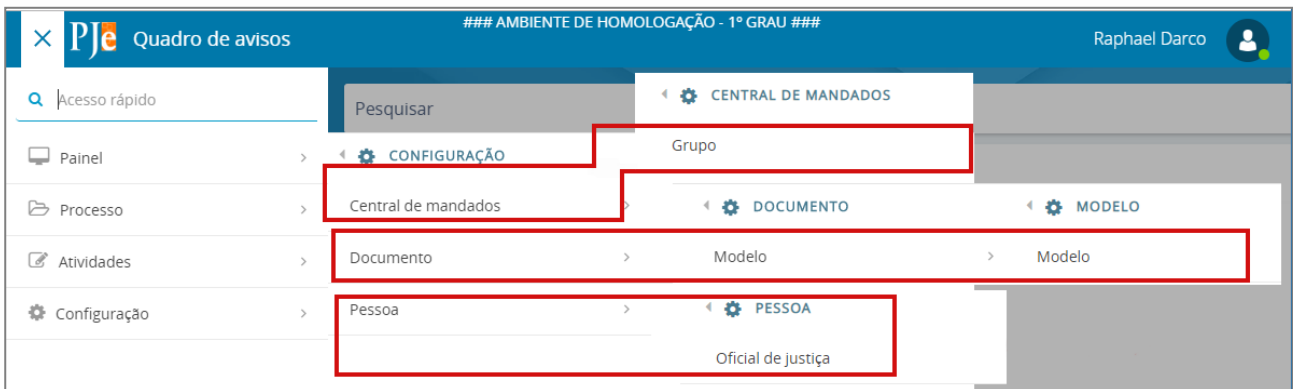 ### AMBIENTE DE HOMOLOGAÇÃO - 1º GRAU ###
PJe Quadro de avisos
Raphael Darco
Acesso rápido
Painel
Processo
Atividades
Configuração
Pesquisar
CONFIGURAÇÃO
Central de mandados
Documento
Pessoa
CENTRAL DE MANDADOS
Grupo
DOCUMENTO
Modelo
MODELO
Modelo
PESSOA
Oficial de justiça